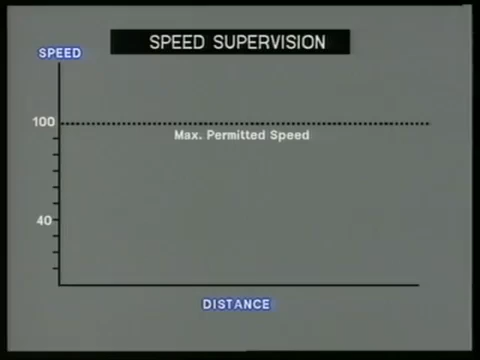 SPEED SUPERVISION
SPEED
100
Max. Permitted Speed
40
DISTANCE